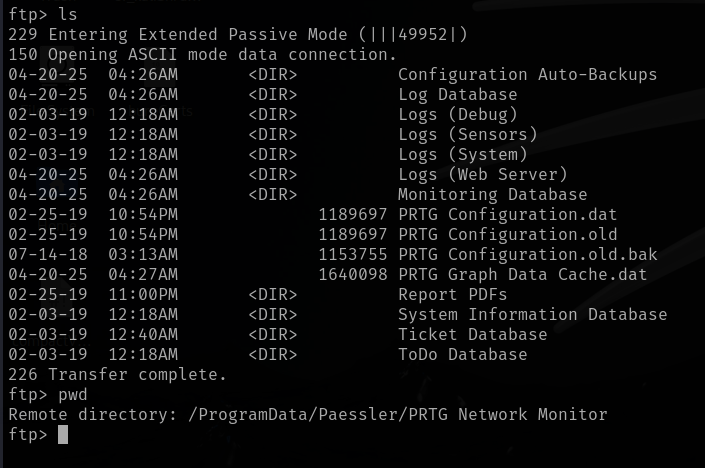 ftp> ls
229 Entering Extended Passive Mode (|||49952|)
150 Opening ASCII mode data connection.
04-20-25  04:26AM       <DIR>          Configuration Auto-Backups
04-20-25  04:26AM       <DIR>          Log Database
02-03-19  12:18AM       <DIR>          Logs (Debug)
02-03-19  12:18AM       <DIR>          Logs (Sensors)
02-03-19  12:18AM       <DIR>          Logs (System)
04-20-25  04:26AM       <DIR>          Logs (Web Server)
04-20-25  04:26AM       <DIR>          Monitoring Database
02-25-19  10:54PM              1189697 PRTG Configuration.dat
02-25-19  10:54PM              1189697 PRTG Configuration.old
07-14-18  03:13AM              1153755 PRTG Configuration.old.bak
04-20-25  04:27AM              1640098 PRTG Graph Data Cache.dat
02-25-19  11:00PM       <DIR>          Report PDFs
02-03-19  12:18AM       <DIR>          System Information Database
02-03-19  12:40AM       <DIR>          Ticket Database
02-03-19  12:18AM       <DIR>          ToDo Database
226 Transfer complete.
ftp> pwd
Remote directory: /ProgramData/Paessler/PRTG Network Monitor
ftp>